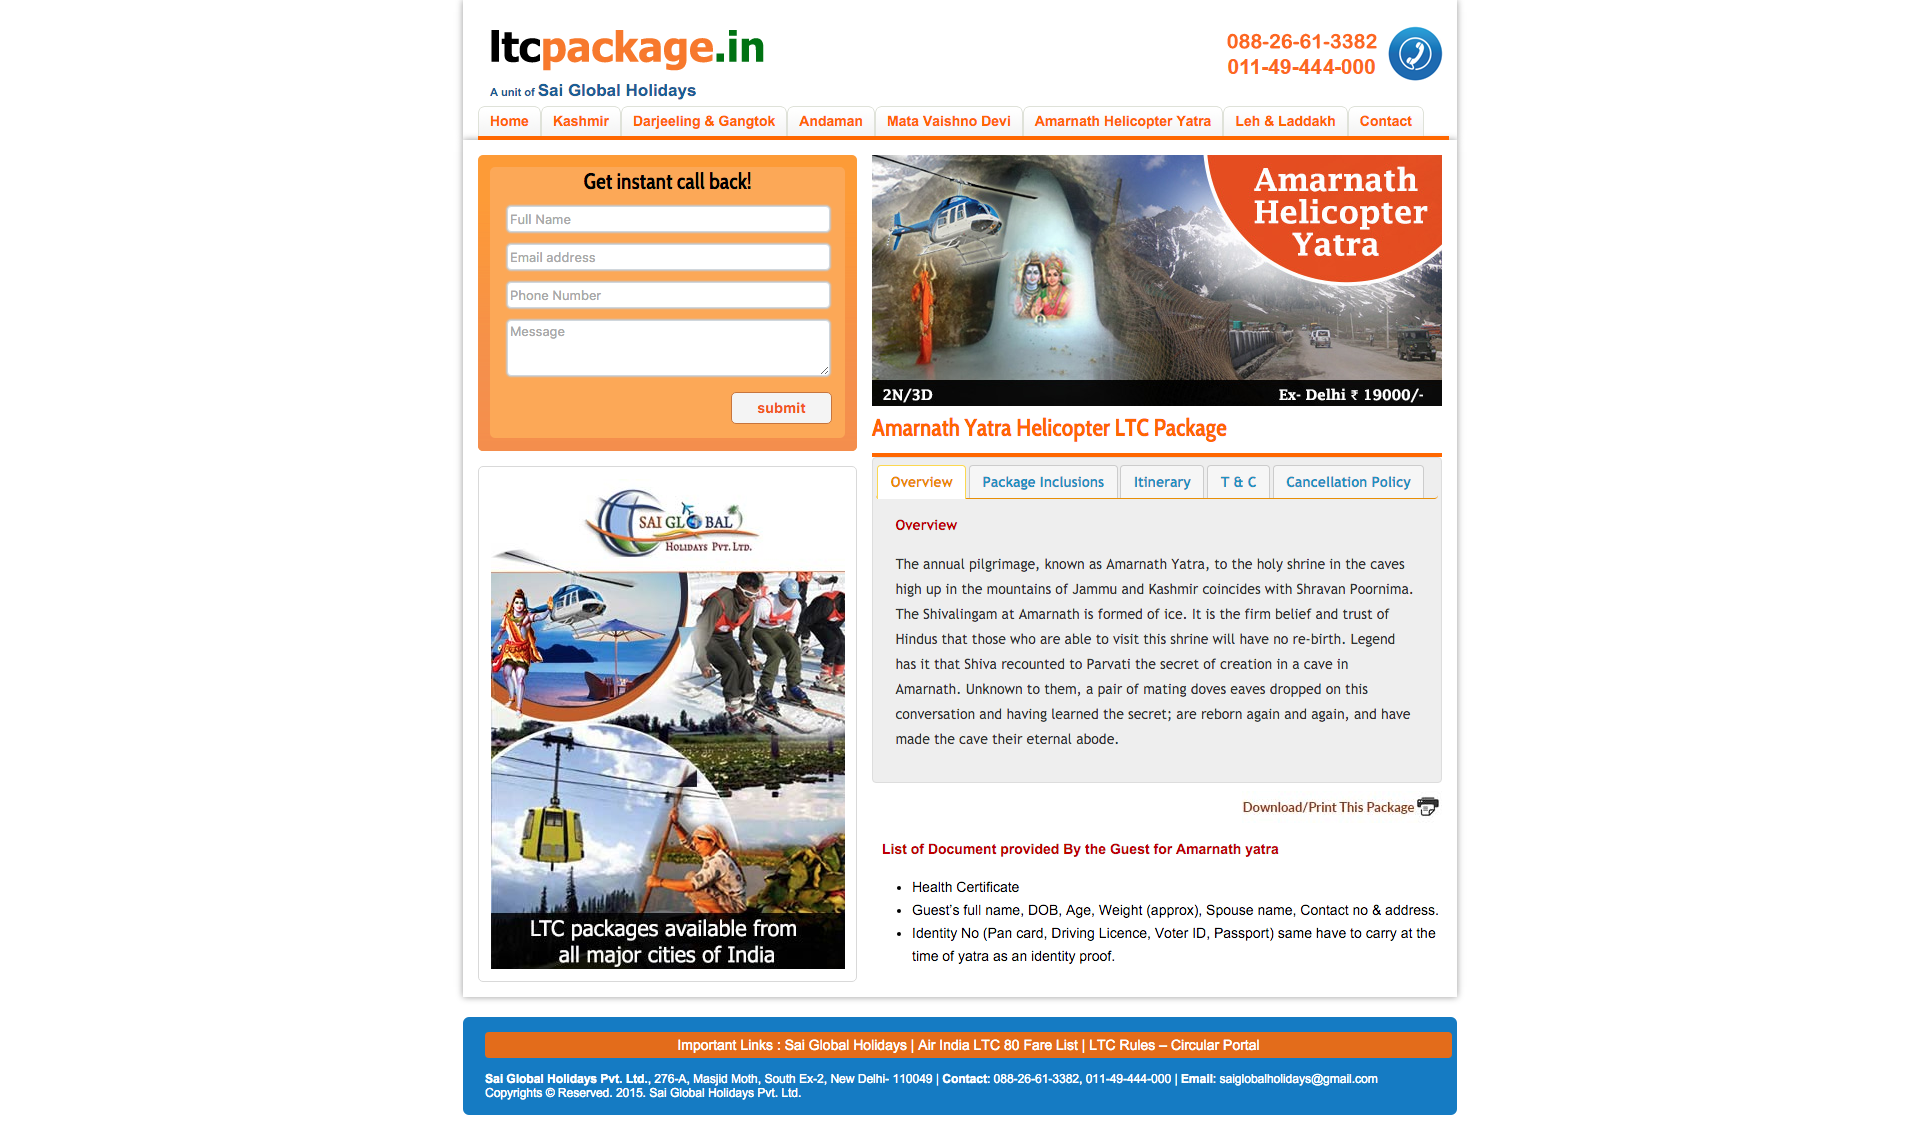 ltcpackage.in
A unit of Sai Global Holidays
088-26-61-3382
011-49-444-000
Home Kashmir Darjeeling & Gangtok Andaman Mata Vaishno Devi Amarnath Helicopter Yatra Leh & Laddakh Contact
Get instant call back!
Full Name
Email address
Phone Number
Message
submit
SAI GLOBAL
HOLIDAYS PVT. LTD.
LTC packages available from
all major cities of India
Amarnath
Helicopter
Yatra
2N/3D Ex- Delhi ₹ 19000/-
Amarnath Yatra Helicopter LTC Package
Overview Package Inclusions Itinerary T & C Cancellation Policy
Overview
The annual pilgrimage, known as Amarnath Yatra, to the holy shrine in the caves
high up in the mountains of Jammu and Kashmir coincides with Shravan Poornima.
The Shivalingam at Amarnath is formed of ice. It is the firm belief and trust of
Hindus that those who are able to visit this shrine will have no re-birth. Legend
has it that Shiva recounted to Parvati the secret of creation in a cave in
Amarnath. Unknown to them, a pair of mating doves eaves dropped on this
conversation and having learned the secret; are reborn again and again, and have
made the cave their eternal abode.
Download/Print This Package
List of Document provided By the Guest for Amarnath yatra
• Health Certificate
• Guest's full name, DOB, Age, Weight (approx), Spouse name, Contact no & address.
• Identity No (Pan card, Driving Licence, Voter ID, Passport) same have to carry at the
time of yatra as an identity proof.
Important Links : Sai Global Holidays | Air India LTC 80 Fare List | LTC Rules – Circular Portal
Sai Global Holidays Pvt. Ltd., 276-A, Masjid Moth, South Ex-2, New Delhi- 110049 | Contact: 088-26-61-3382, 011-49-444-000 | Email: saiglobalholidays@gmail.com
Copyrights © Reserved. 2015. Sai Global Holidays Pvt. Ltd.